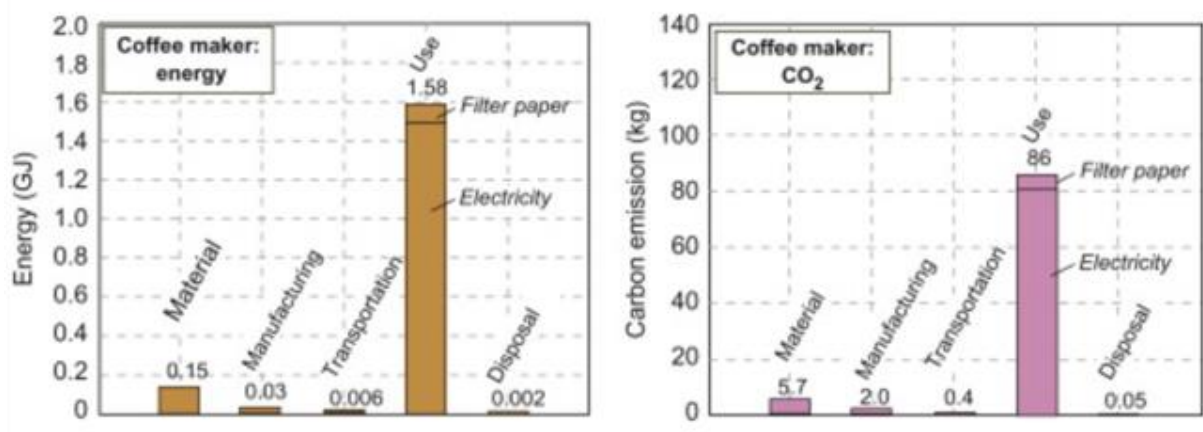 Coffee maker:
energy
Energy (GJ)
2.0
1.8
1.6
1.4
1.2
1.0
0.8
0.6
0.4
0.2
0
Material
0.15
Manufacturing
0.03
Transportation
0.006
Use
1.58
Filter paper
Electricity
Disposal
0.002
Coffee maker:
CO₂
Carbon emission (kg)
140
120
100
80
60
40
20
0
Material
5.7
Manufacturing
2.0
Transportation
0.4
Use
86
Filter paper
Electricity
Disposal
0.05